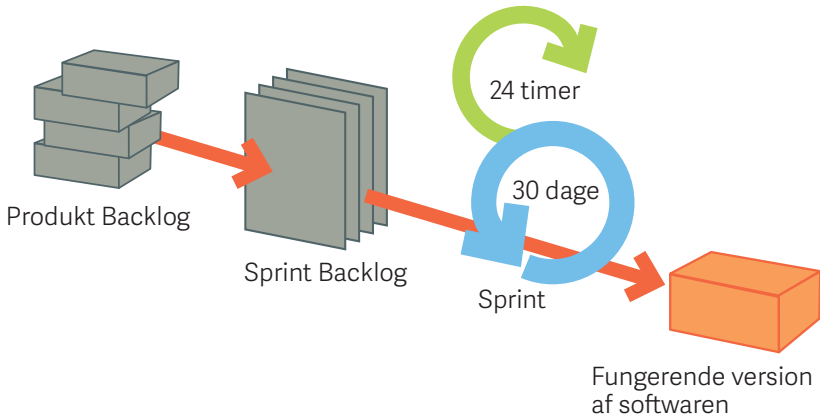 24 timer
30 dage
Produkt Backlog
Sprint Backlog
Sprint
Fungerende version
af softwaren